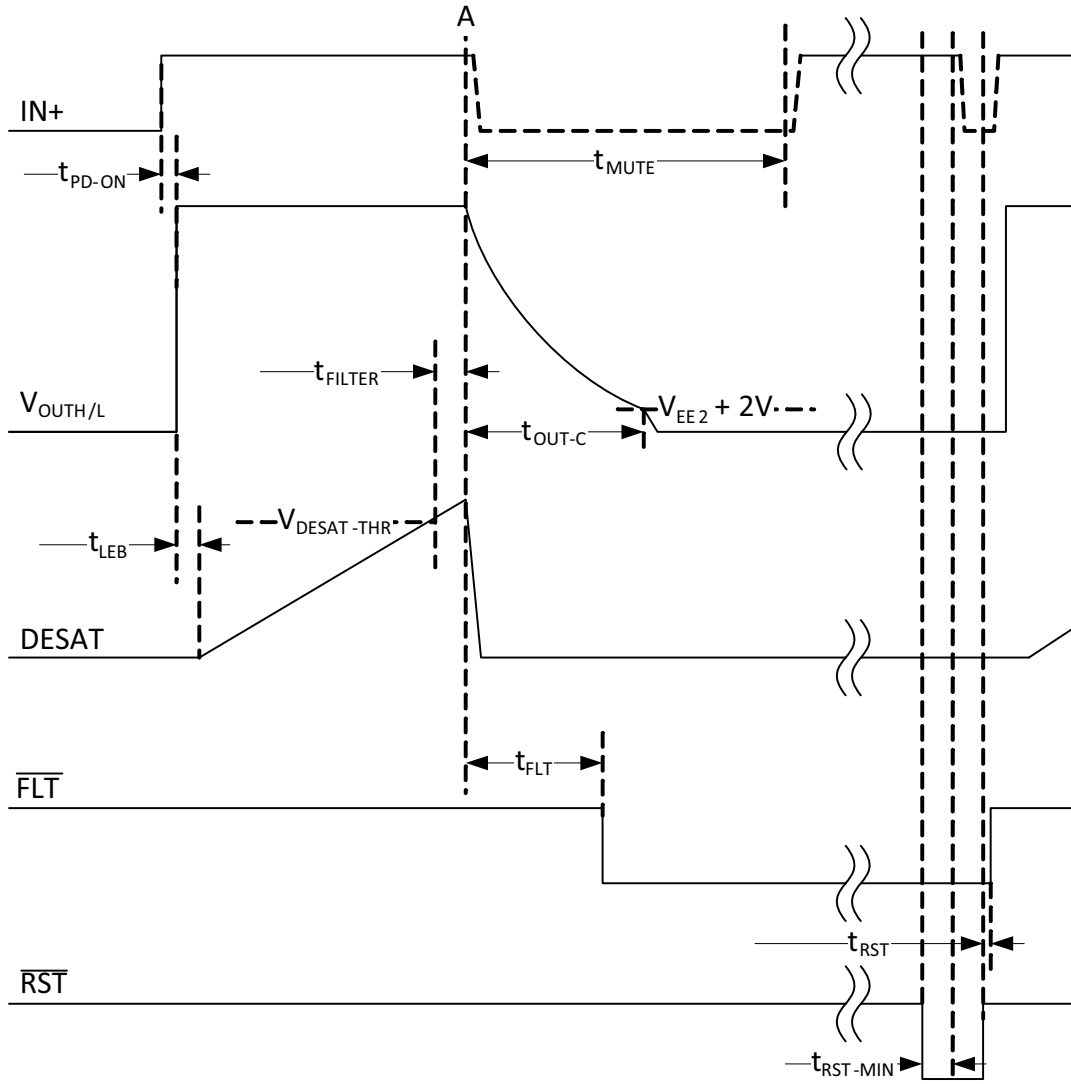 A
IN+
tPD-ON
tMUTE
tFILTER
VOUTH/L
VEE2 + 2V
tOUT-C
VDESAT-THR
tLEB
DESAT
tFLT
FLT
tRST
RST
tRST-MIN